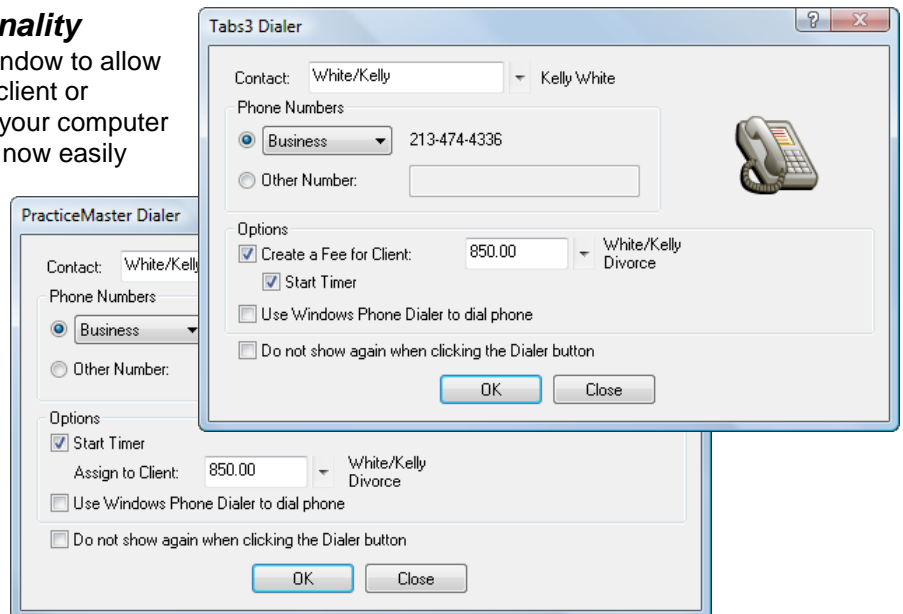 nality
ndow to allow
client or
your computer
now easily
Tabs3 Dialer
Contact: White/Kelly Kelly White
Phone Numbers
Business 213-474-4336
Other Number:
Options
Create a Fee for Client: 850.00 White/Kelly
Divorce
Start Timer
Use Windows Phone Dialer to dial phone
Do not show again when clicking the Dialer button
OK Close
PracticeMaster Dialer
Contact: White/Kelly
Phone Numbers
Business
Other Number:
Options
Start Timer
Assign to Client: 850.00 White/Kelly
Divorce
Use Windows Phone Dialer to dial phone
Do not show again when clicking the Dialer button
OK Close